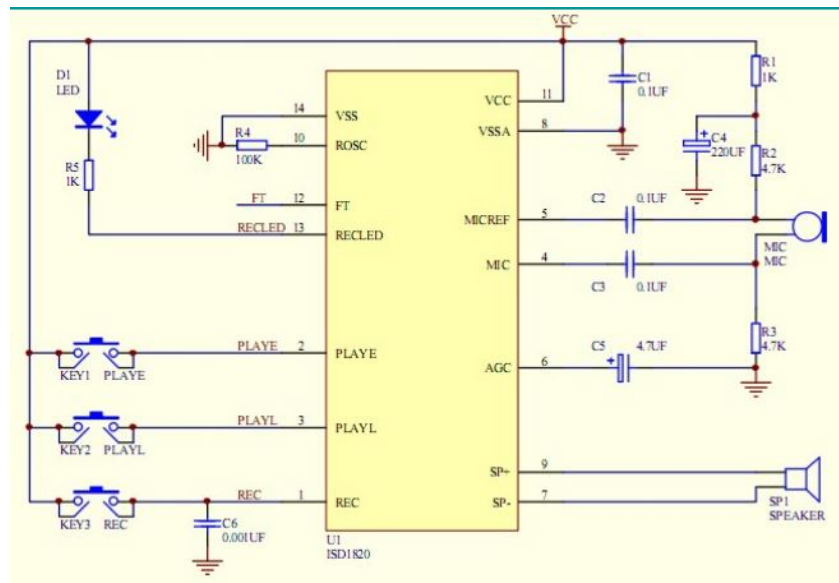 VCC
D1
LED
R5
1K
R4
100K
14
VSS
10
ROSC
FT
12
FT
RECLED
13
RECLED
PLAYE
2
PLAYE
KEY1
PLAYE
PLAYL
3
PLAYL
KEY2
PLAYL
REC
1
REC
KEY3
REC
C6
0.001UF
U1
ISD1820
VCC
11
VSSA
8
C1
0.1UF
R1
1K
+
C4
220UF
R2
4.7K
MICREF
5
C2
0.1UF
MIC
4
C3
0.1UF
MIC
MIC
R3
4.7K
AGC
6
C5
+
4.7UF
SP+
9
SP-
7
SP1
SPEAKER